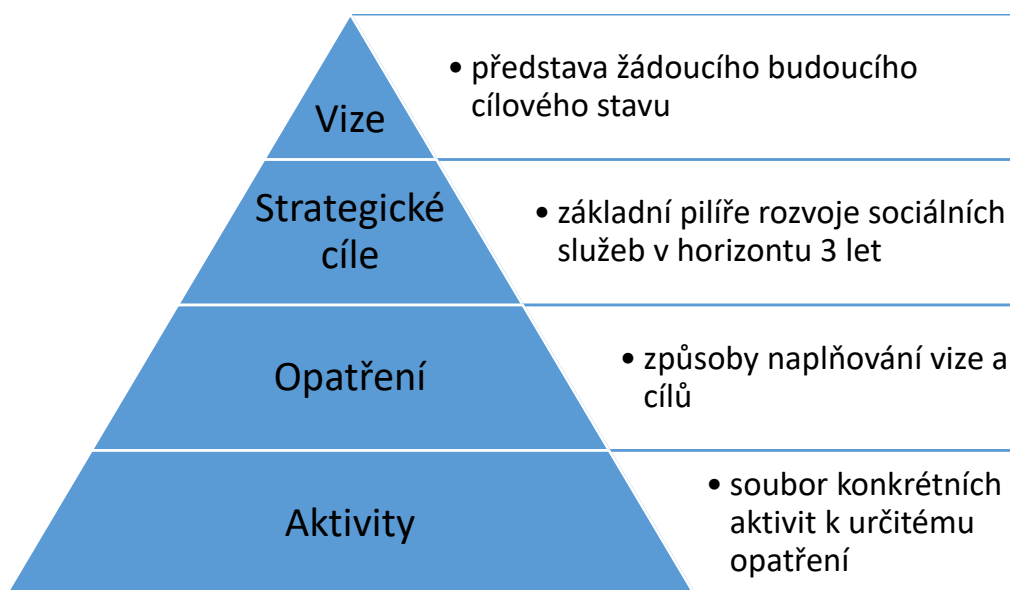 Vize
• představa žádoucího budoucího
cílového stavu
Strategické
cíle
• základní pilíře rozvoje sociálních
služeb v horizontu 3 let
Opatření
• způsoby naplňování vize a
cílů
Aktivity
• soubor konkrétních
aktivit k určitému
opatření